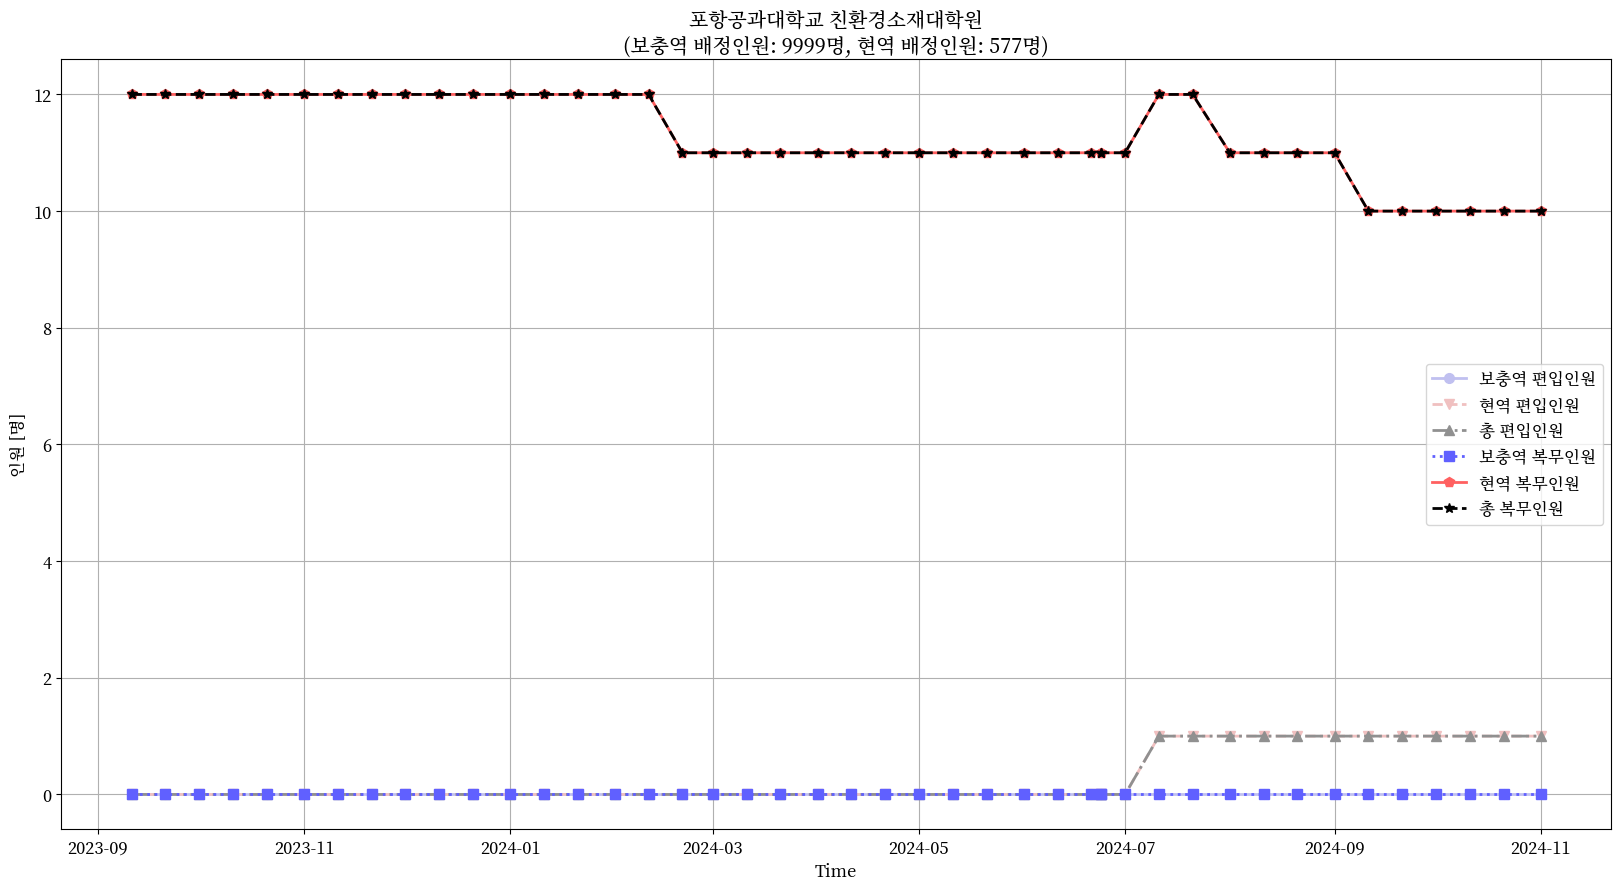 포항공과대학교 친환경소재대학원
(보충역 배정인원: 9999명, 현역 배정인원: 577명)
12
10
8
6
4
2
0
인원 [명]
보충역 편입인원
현역 편입인원
총 편입인원
보충역 복무인원
현역 복무인원
총 복무인원
2023-09 2023-11 2024-01 2024-03 2024-05 2024-07 2024-09 2024-11
Time